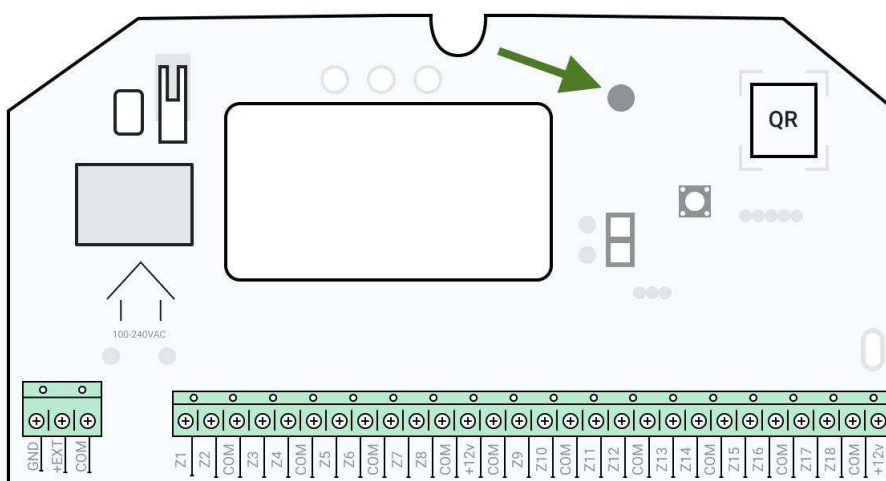 QR
100-240VAC
GND
+EXT
COM
Z1
Z2
COM
Z3
Z4
COM
Z5
Z6
COM
Z7
Z8
COM
+12v
COM
Z9
Z10
COM
Z11
Z12
COM
Z13
Z14
COM
Z15
Z16
COM
Z17
Z18
COM
+12v